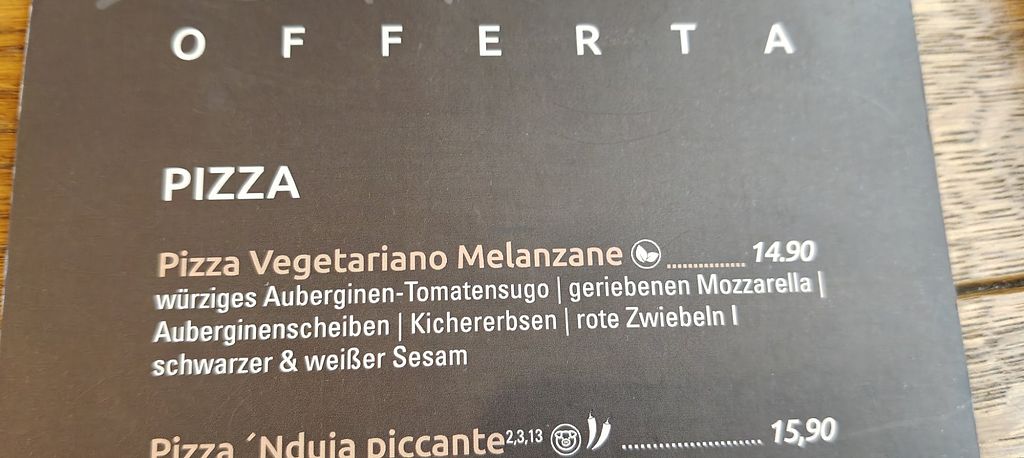 OFFERTA
PIZZA
Pizza Vegetariano Melanzane ........... 14.90
würziges Auberginen-Tomatensugo | geriebenen Mozzarella |
Auberginenscheiben | Kichererbsen | rote Zwiebeln I
schwarzer & weißer Sesam
Pizza ´Nduja piccante2,3,13 ..................... 15,90